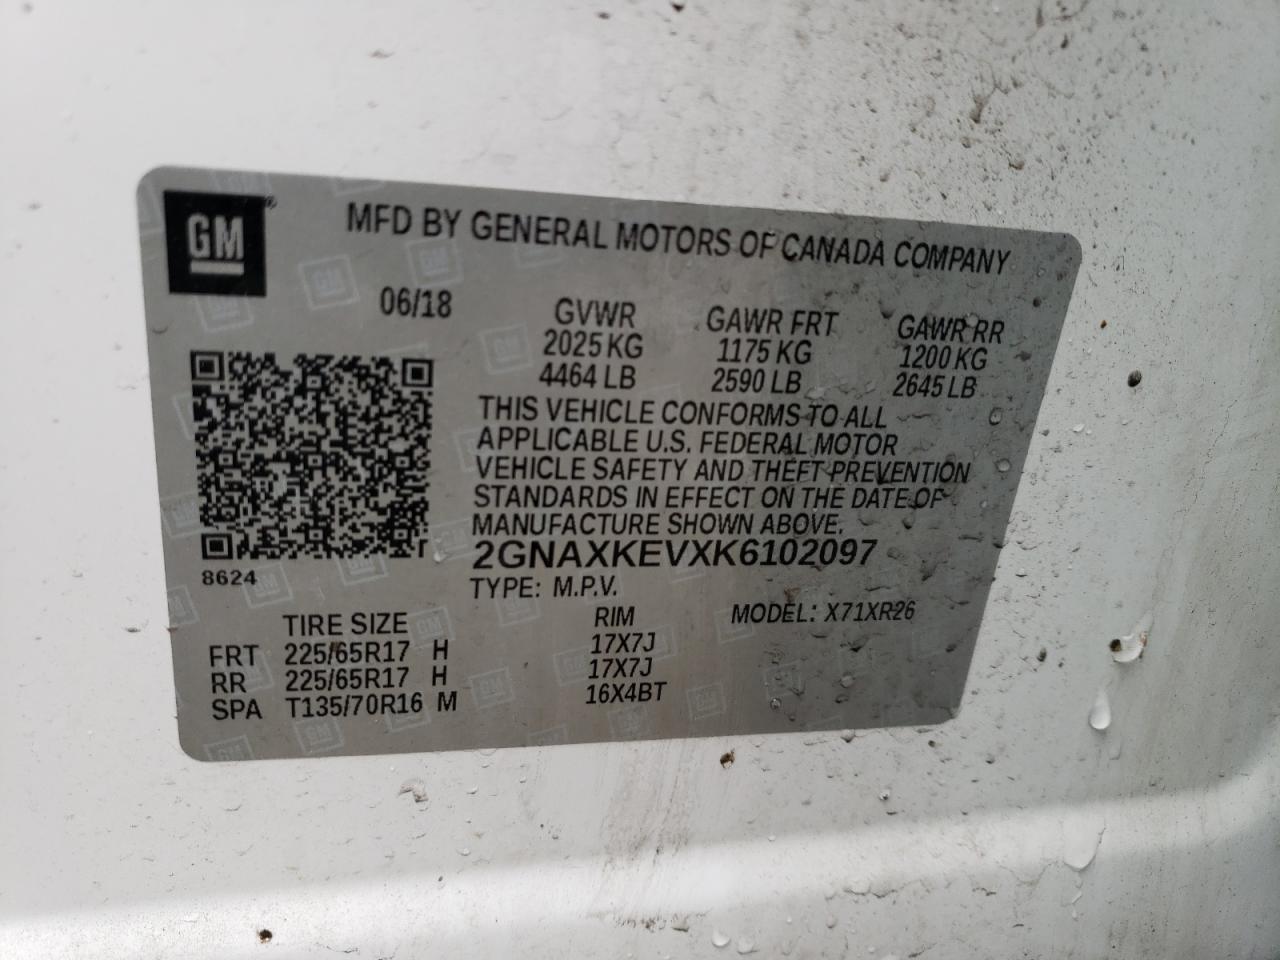 GM
MFD BY GENERAL MOTORS OF CANADA COMPANY
06/18
GVWR GAWR FRT GAWR RR
2025 KG 1175 KG 1200 KG
4464 LB 2590 LB 2645 LB
THIS VEHICLE CONFORMS TO ALL
APPLICABLE U.S. FEDERAL MOTOR
VEHICLE SAFETY AND THEFT PREVENTION
STANDARDS IN EFFECT ON THE DATE OF
MANUFACTURE SHOWN ABOVE.
2GNAXKEVXK6102097
8624
TYPE: M.P.V.
MODEL: X71XR26
TIRE SIZE RIM
FRT 225/65R17 H 17X7J
RR 225/65R17 H 17X7J
SPA T135/70R16 M 16X4BT